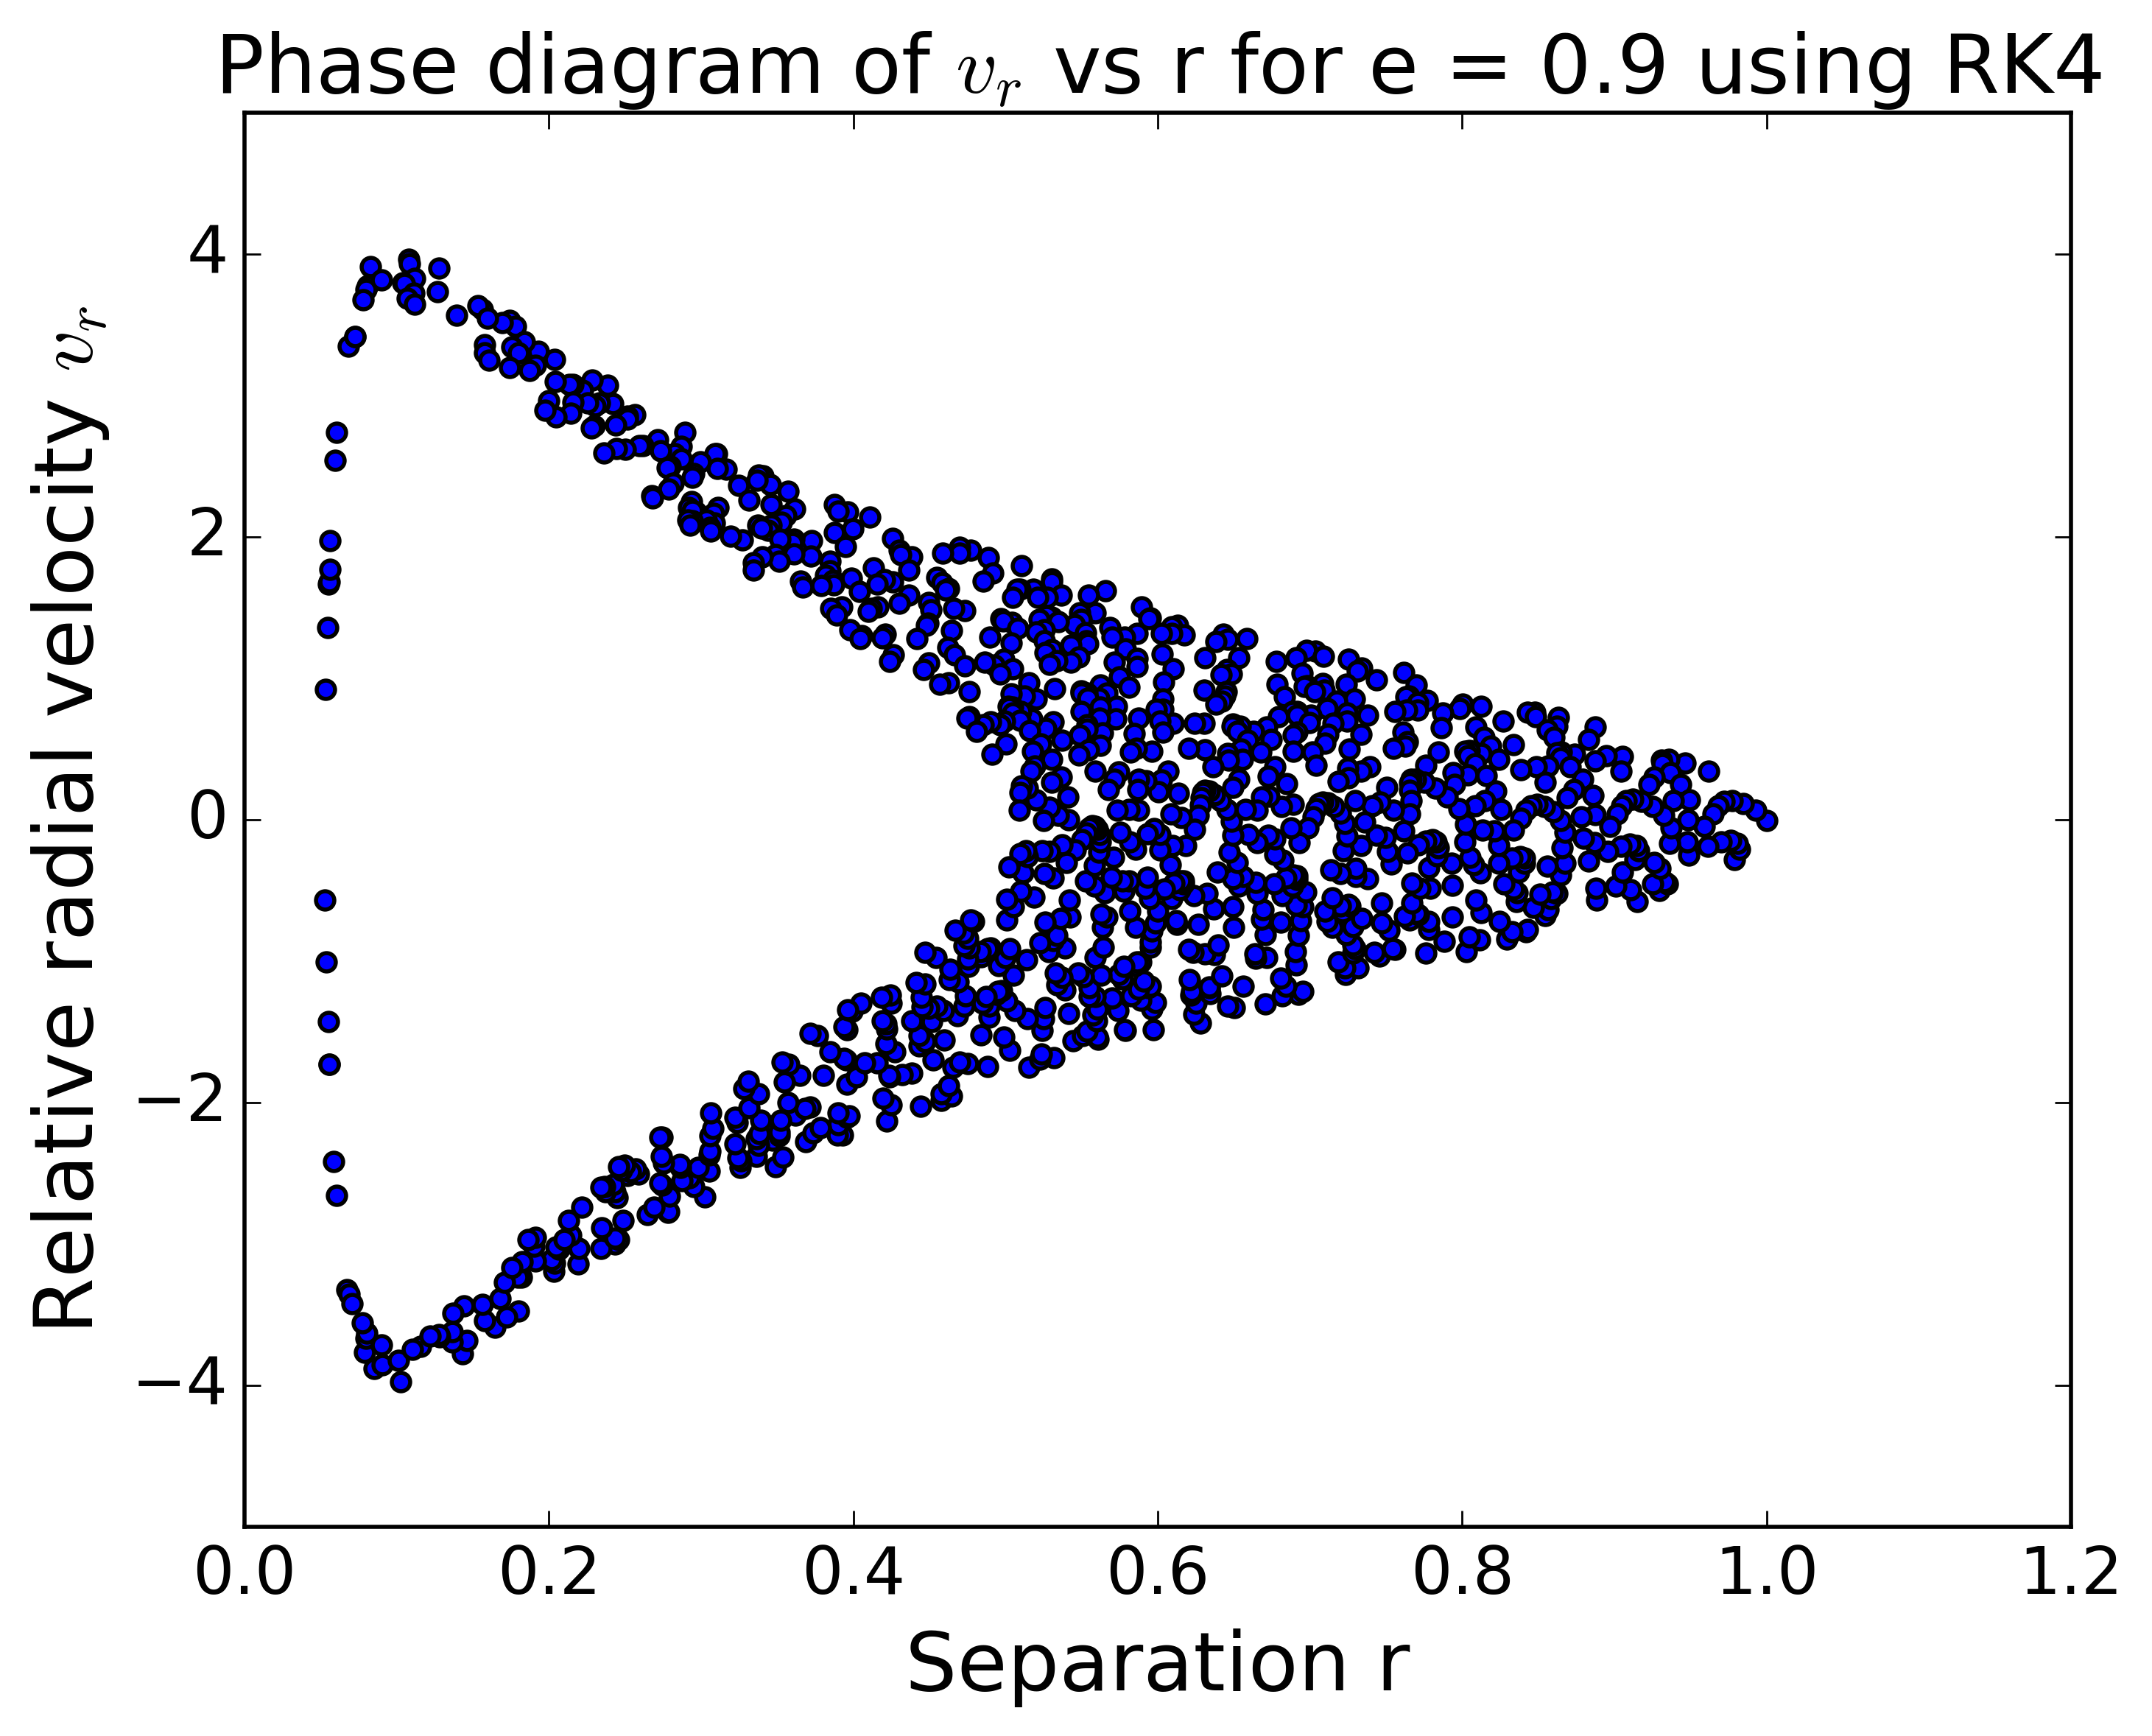 Phase diagram of v_r vs r for e = 0.9 using RK4
Relative radial velocity v_r
4
2
0
−2
−4
0.0 0.2 0.4 0.6 0.8 1.0 1.2
Separation r